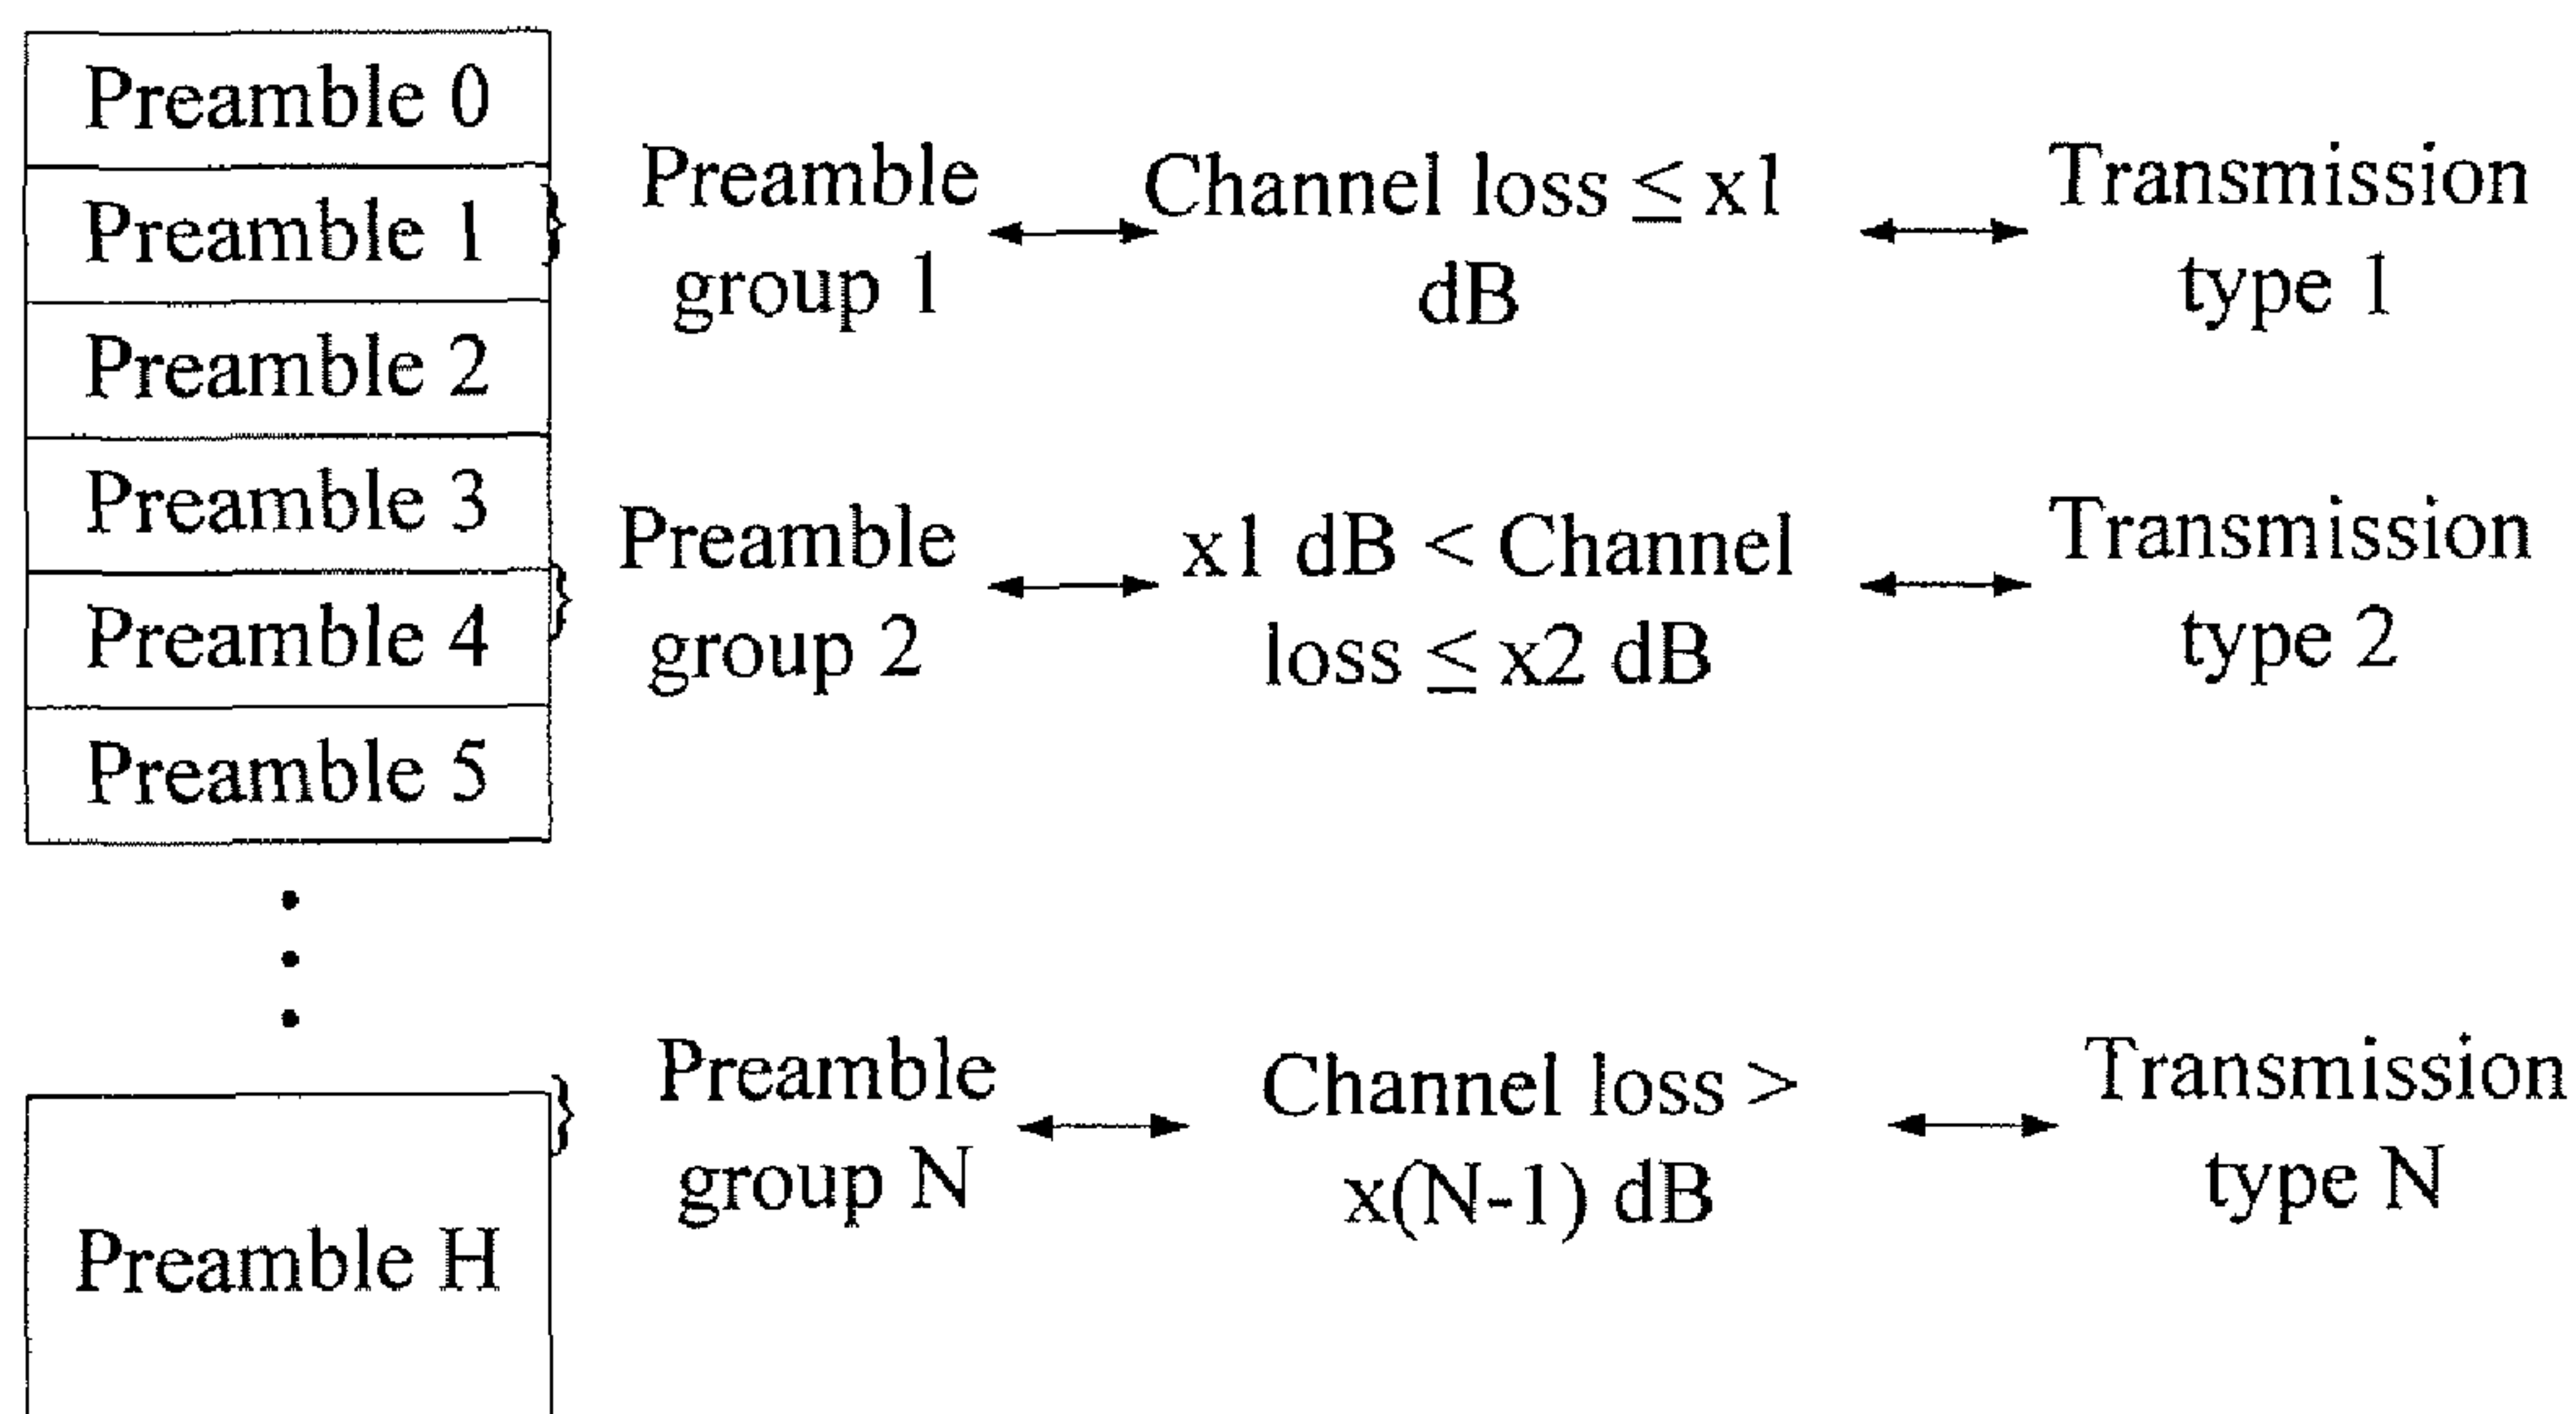 Preamble 0
Preamble 1
Preamble 2
Preamble 3
Preamble 4
Preamble 5
Preamble H
Preamble
group 1
Channel loss ≤ x1
dB
Transmission
type 1
Preamble
group 2
x1 dB < Channel
loss ≤ x2 dB
Transmission
type 2
Preamble
group N
Channel loss >
x(N-1) dB
Transmission
type N